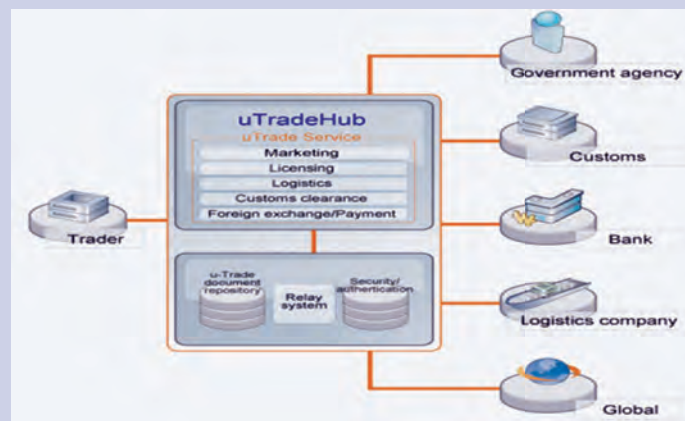 Government agency
uTradeHub
uTrade Service
Marketing
Licensing
Logistics
Customs clearance
Foreign exchange/Payment
Customs
Trader
Bank
u-Trade
document
repository
Relay
system
Security/
authentication
Logistics company
Global